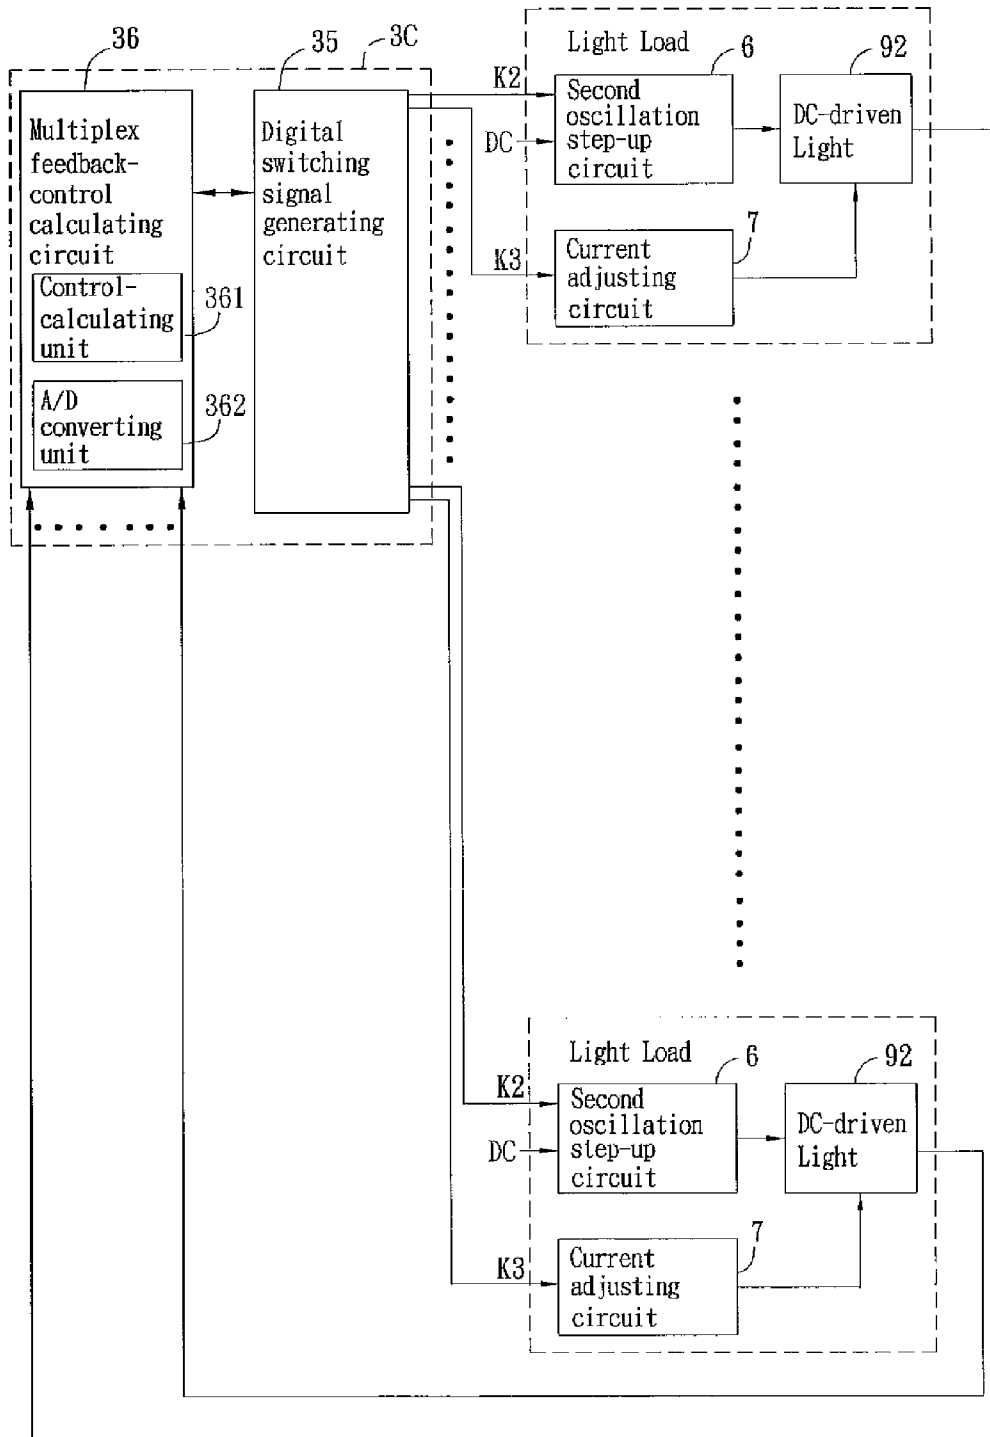 36
35
3C
Multiplex
feedback-
control
calculating
circuit
Control-
calculating
unit
361
A/D
converting
unit
362
Digital
switching
signal
generating
circuit
K2
DC
K3
Light Load
6
92
Second
oscillation
step-up
circuit
DC-driven
Light
7
Current
adjusting
circuit
K2
DC
K3
Light Load
6
92
Second
oscillation
step-up
circuit
DC-driven
Light
7
Current
adjusting
circuit